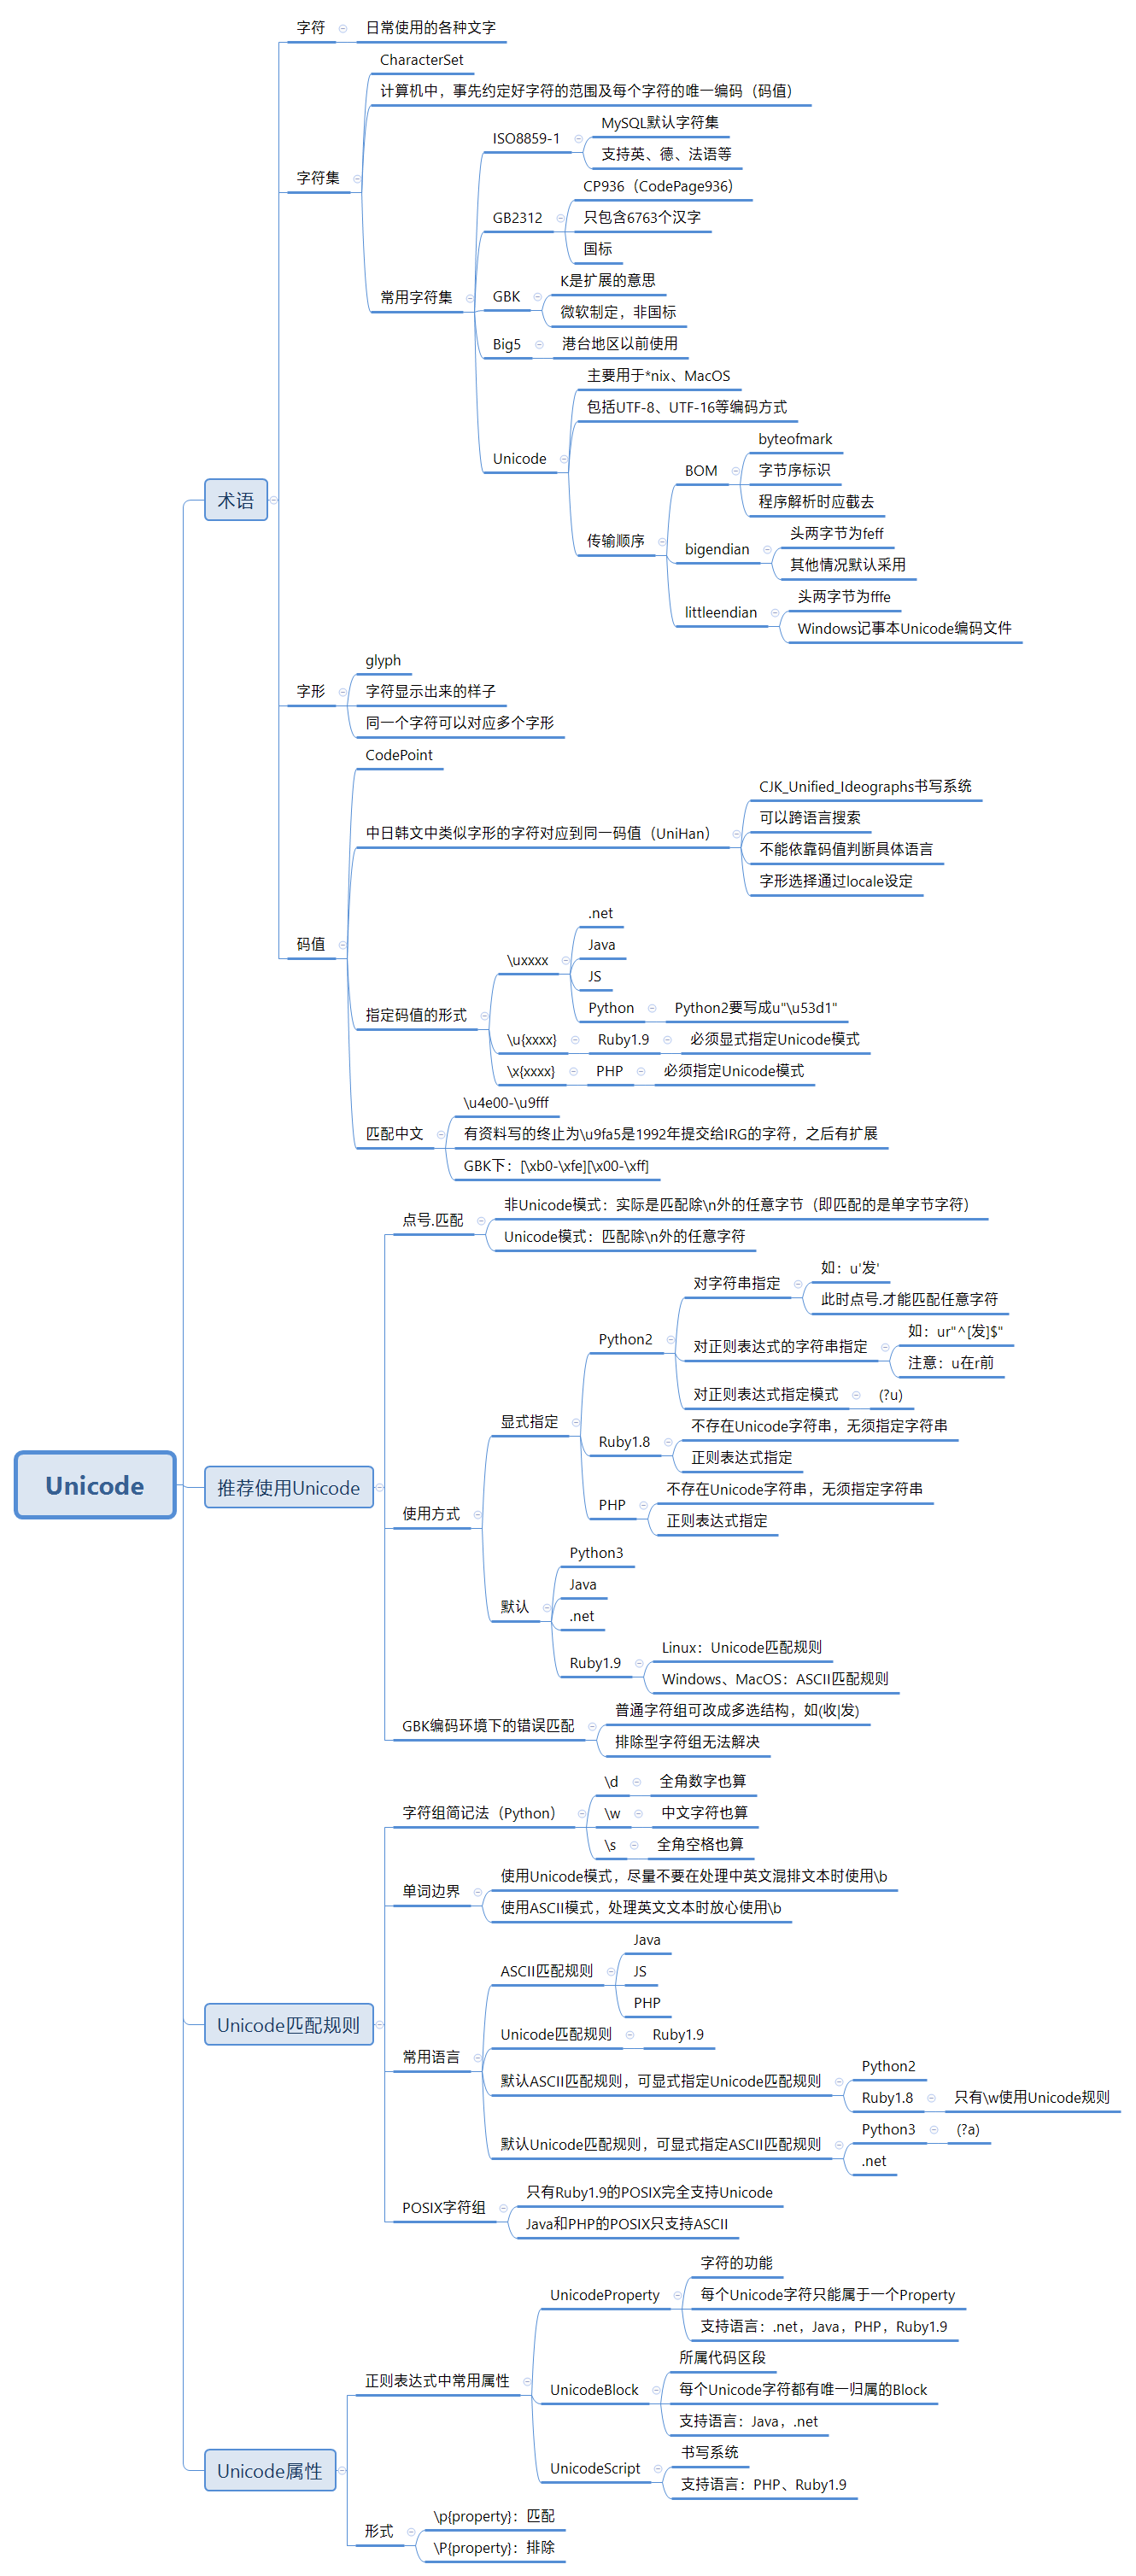 Unicode
术语
字符
日常使用的各种文字
字符集
CharacterSet
计算机中，事先约定好字符的范围及每个字符的唯一编码（码值）
常用字符集
ISO8859-1
MySQL默认字符集
支持英、德、法语等
GB2312
CP936（CodePage936）
只包含6763个汉字
国标
GBK
K是扩展的意思
微软制定，非国标
Big5
港台地区以前使用
Unicode
主要用于*nix、MacOS
包括UTF-8、UTF-16等编码方式
传输顺序
BOM
byteofmark
字节序标识
程序解析时应截去
bigendian
头两字节为feff
其他情况默认采用
littleendian
头两字节为fffe
Windows记事本Unicode编码文件
字形
glyph
字符显示出来的样子
同一个字符可以对应多个字形
码值
CodePoint
中日韩文中类似字形的字符对应到同一码值（UniHan）
CJK_Unified_Ideographs书写系统
可以跨语言搜索
不能依靠码值判断具体语言
字形选择通过locale设定
指定码值的形式
\uxxxx
.net
Java
JS
Python
Python2要写成u"\u53d1"
\u{xxxx}
Ruby1.9
必须显式指定Unicode模式
\x{xxxx}
PHP
必须指定Unicode模式
匹配中文
\u4e00-\u9fff
有资料写的终止为\u9fa5是1992年提交给IRG的字符，之后有扩展
GBK下：[\xb0-\xfe][\x00-\xff]
推荐使用Unicode
点号.匹配
非Unicode模式：实际是匹配除\n外的任意字节（即匹配的是单字节字符）
Unicode模式：匹配除\n外的任意字符
使用方式
显式指定
Python2
对字符串指定
如：u'发'
此时点号.才能匹配任意字符
对正则表达式的字符串指定
如：ur"^[发]$"
注意：u在r前
对正则表达式指定模式
(?u)
Ruby1.8
不存在Unicode字符串，无须指定字符串
正则表达式指定
PHP
不存在Unicode字符串，无须指定字符串
正则表达式指定
默认
Python3
Java
.net
Ruby1.9
Linux：Unicode匹配规则
Windows、MacOS：ASCII匹配规则
GBK编码环境下的错误匹配
普通字符组可改成多选结构，如(收|发)
排除型字符组无法解决
Unicode匹配规则
字符组简记法（Python）
\d
全角数字也算
\w
中文字符也算
\s
全角空格也算
单词边界
使用Unicode模式，尽量不要在处理中英文混排文本时使用\b
使用ASCII模式，处理英文文本时放心使用\b
常用语言
ASCII匹配规则
Java
JS
PHP
Unicode匹配规则
Ruby1.9
默认ASCII匹配规则，可显式指定Unicode匹配规则
Python2
Ruby1.8
只有\w使用Unicode规则
默认Unicode匹配规则，可显式指定ASCII匹配规则
Python3
(?a)
.net
POSIX字符组
只有Ruby1.9的POSIX完全支持Unicode
Java和PHP的POSIX只支持ASCII
Unicode属性
正则表达式中常用属性
UnicodeProperty
字符的功能
每个Unicode字符只能属于一个Property
支持语言：.net，Java，PHP，Ruby1.9
UnicodeBlock
所属代码区段
每个Unicode字符都有唯一归属的Block
支持语言：Java，.net
UnicodeScript
书写系统
支持语言：PHP、Ruby1.9
形式
\p{property}：匹配
\P{property}：排除